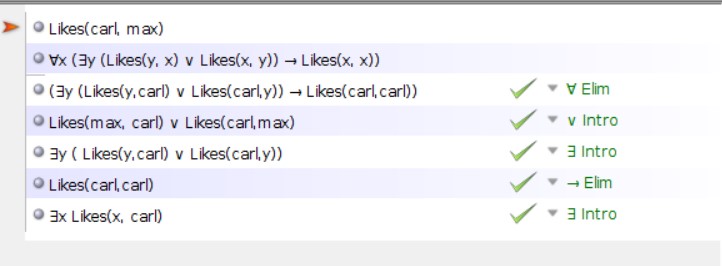 Likes(carl, max)
∀x (∃y (Likes(y, x) ∨ Likes(x, y)) → Likes(x, x))
(∃y (Likes(y,carl) ∨ Likes(carl,y)) → Likes(carl,carl)) ∀ Elim
Likes(max, carl) ∨ Likes(carl,max) ∨ Intro
∃y ( Likes(y,carl) ∨ Likes(carl,y)) ∃ Intro
Likes(carl,carl) → Elim
∃x Likes(x, carl) ∃ Intro